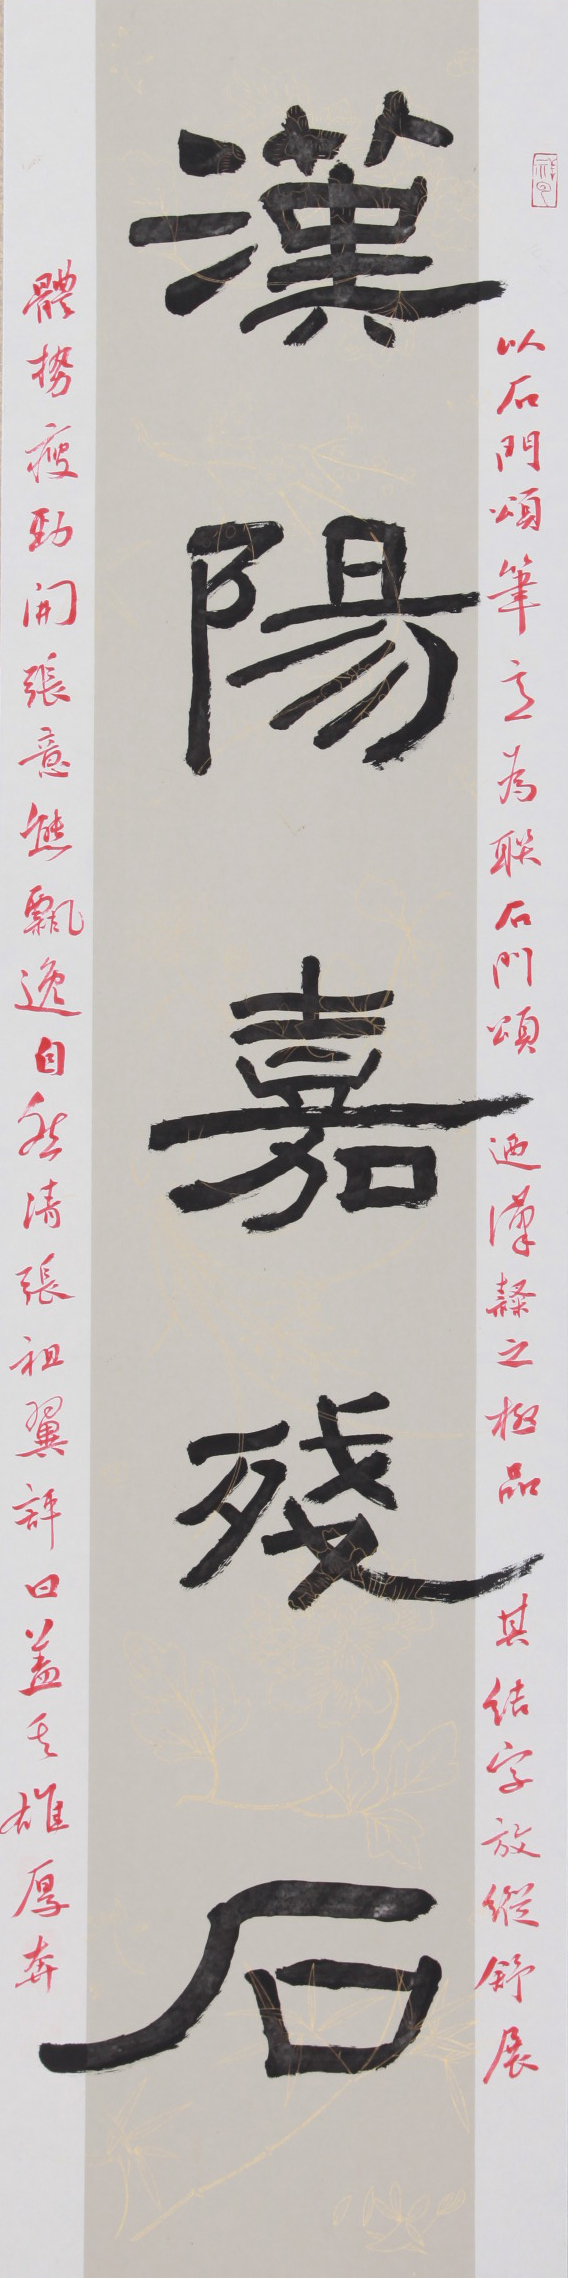 漢陽嘉殘石
以石門頌筆意為聯石門頌迺漢隸之極品其結字放縱舒展
體勢瘦勁開張意態飄逸自然清張祖翼評曰蓋其雄厚奔